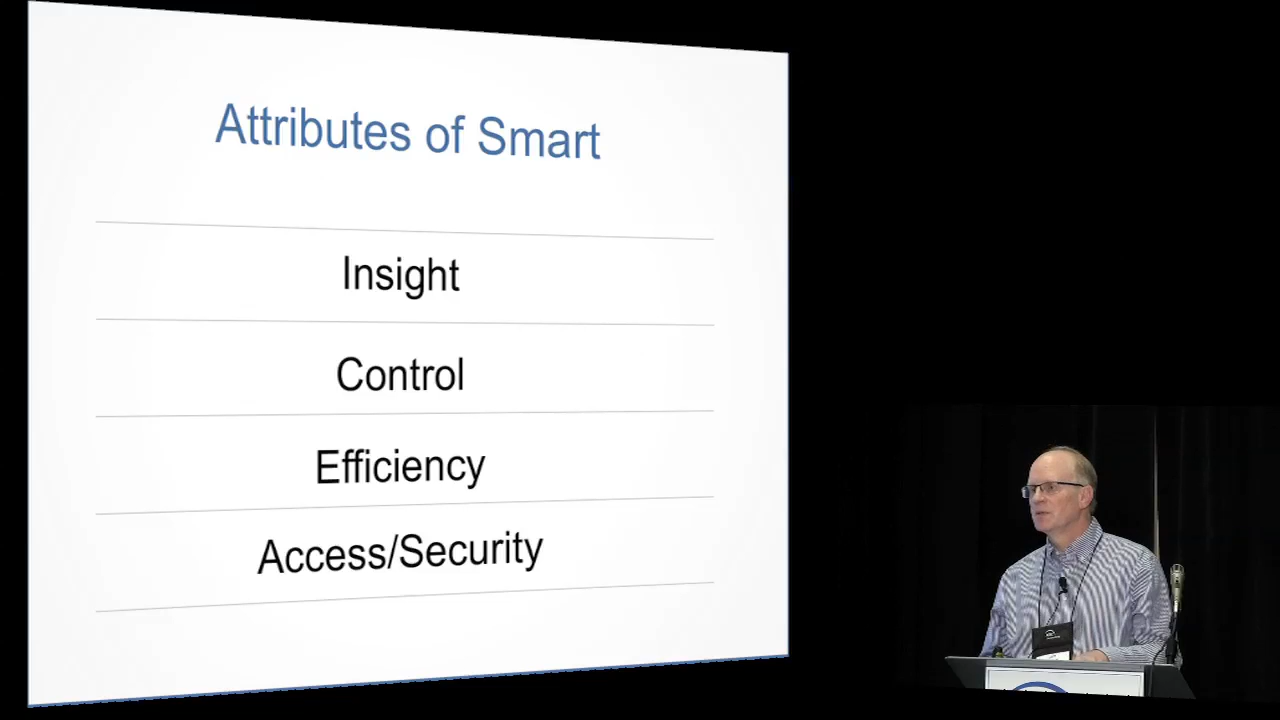 Attributes of Smart
Insight
Control
Efficiency
Access/Security